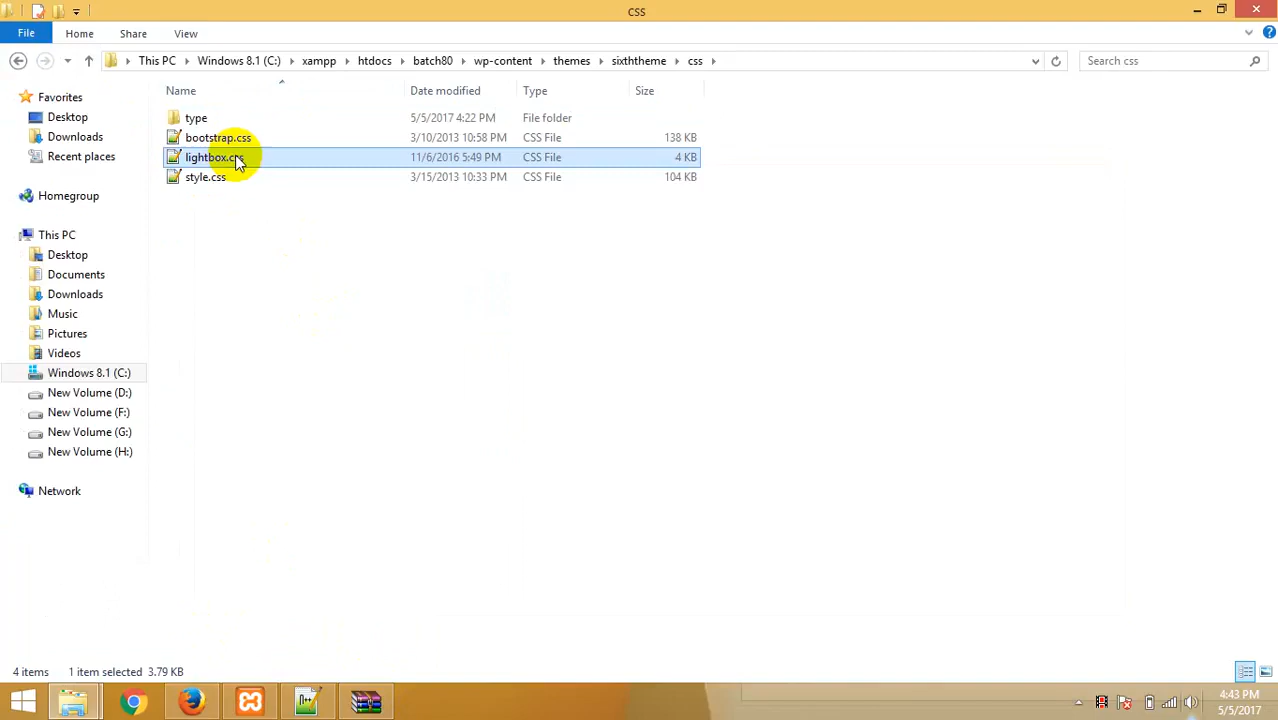 CSS
File Home Share View
This PC Windows 8.1 (C:) xampp htdocs batch80 wp-content themes sixththeme css Search css
Name Date modified Type Size
Favorites
Desktop
Downloads
Recent places
Homegroup
This PC
Desktop
Documents
Downloads
Music
Pictures
Videos
Windows 8.1 (C:)
New Volume (D:)
New Volume (F:)
New Volume (G:)
New Volume (H:)
Network
type 5/5/2017 4:22 PM File folder
bootstrap.css 3/10/2013 10:58 PM CSS File 138 KB
lightbox.css 11/6/2016 5:49 PM CSS File 4 KB
style.css 3/15/2013 10:33 PM CSS File 104 KB
4 items 1 item selected 3.79 KB
4:43 PM
5/5/2017